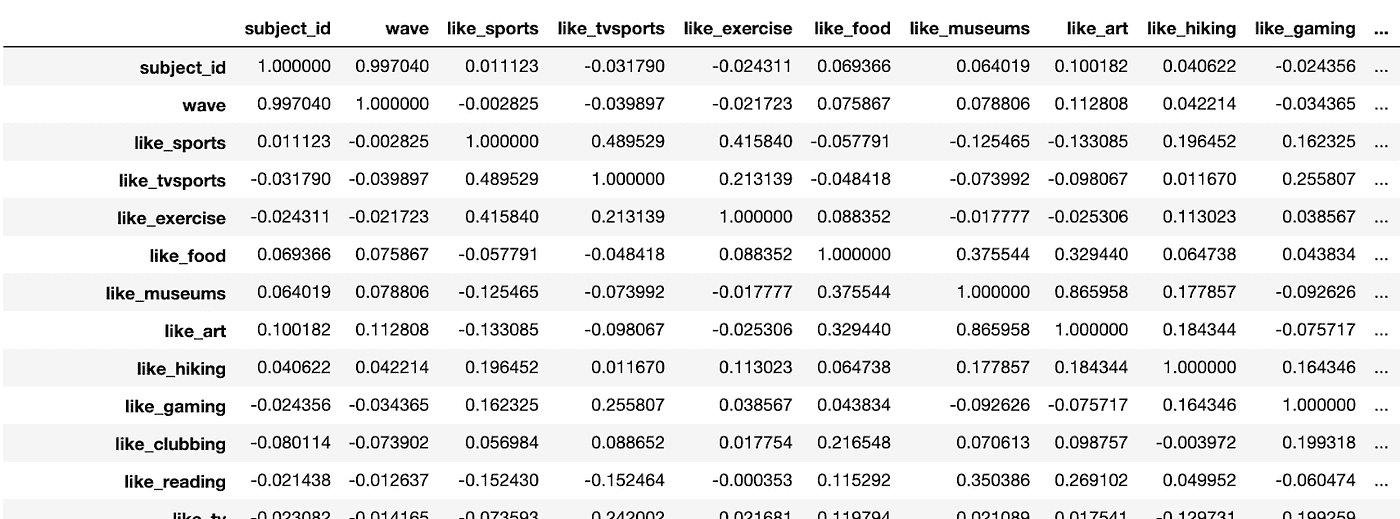 subject_id wave like_sports like_tvsports like_exercise like_food like_museums like_art like_hiking like_gaming ...
subject_id 1.000000 0.997040 0.011123 -0.031790 -0.024311 0.069366 0.064019 0.100182 0.040622 -0.024356 ...
wave 0.997040 1.000000 -0.002825 -0.039897 -0.021723 0.075867 0.078806 0.112808 0.042214 -0.034365 ...
like_sports 0.011123 -0.002825 1.000000 0.489529 0.415840 -0.057791 -0.125465 -0.133085 0.196452 0.162325 ...
like_tvsports -0.031790 -0.039897 0.489529 1.000000 0.213139 -0.048418 -0.073992 -0.098067 0.011670 0.255807 ...
like_exercise -0.024311 -0.021723 0.415840 0.213139 1.000000 0.088352 -0.017777 -0.025306 0.113023 0.038567 ...
like_food 0.069366 0.075867 -0.057791 -0.048418 0.088352 1.000000 0.375544 0.329440 0.064738 0.043834 ...
like_museums 0.064019 0.078806 -0.125465 -0.073992 -0.017777 0.375544 1.000000 0.865958 0.177857 -0.092626 ...
like_art 0.100182 0.112808 -0.133085 -0.098067 -0.025306 0.329440 0.865958 1.000000 0.184344 -0.075717 ...
like_hiking 0.040622 0.042214 0.196452 0.011670 0.113023 0.064738 0.177857 0.184344 1.000000 0.164346 ...
like_gaming -0.024356 -0.034365 0.162325 0.255807 0.038567 0.043834 -0.092626 -0.075717 0.164346 1.000000 ...
like_clubbing -0.080114 -0.073902 0.056984 0.088652 0.017754 0.216548 0.070613 0.098757 -0.003972 0.199318 ...
like_reading -0.021438 -0.012637 -0.152430 -0.152464 -0.000353 0.115292 0.350386 0.269102 0.049952 -0.060474 ...
like_tv -0.023082 -0.014165 -0.073593 0.242002 0.021681 0.119794 0.021089 0.017541 -0.129731 0.199259